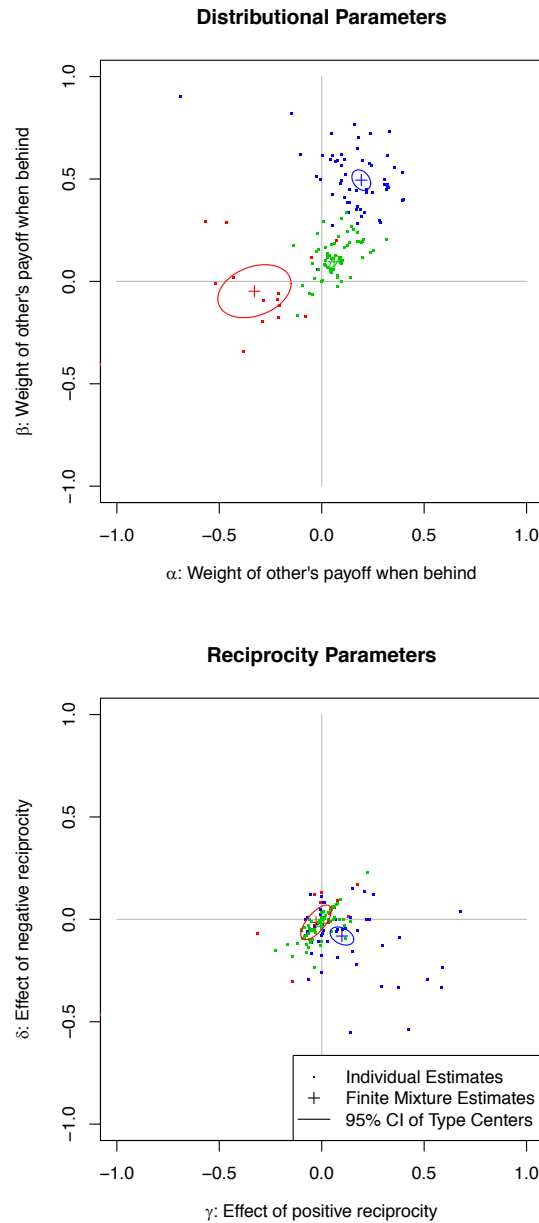 Distributional Parameters
1.0
0.5
0.0
−0.5
−1.0
β: Weight of other's payoff when behind
−1.0 −0.5 0.0 0.5 1.0
α: Weight of other's payoff when behind
Reciprocity Parameters
1.0
0.5
0.0
−0.5
−1.0
δ: Effect of negative reciprocity
Individual Estimates
Finite Mixture Estimates
95% CI of Type Centers
−1.0 −0.5 0.0 0.5 1.0
γ: Effect of positive reciprocity